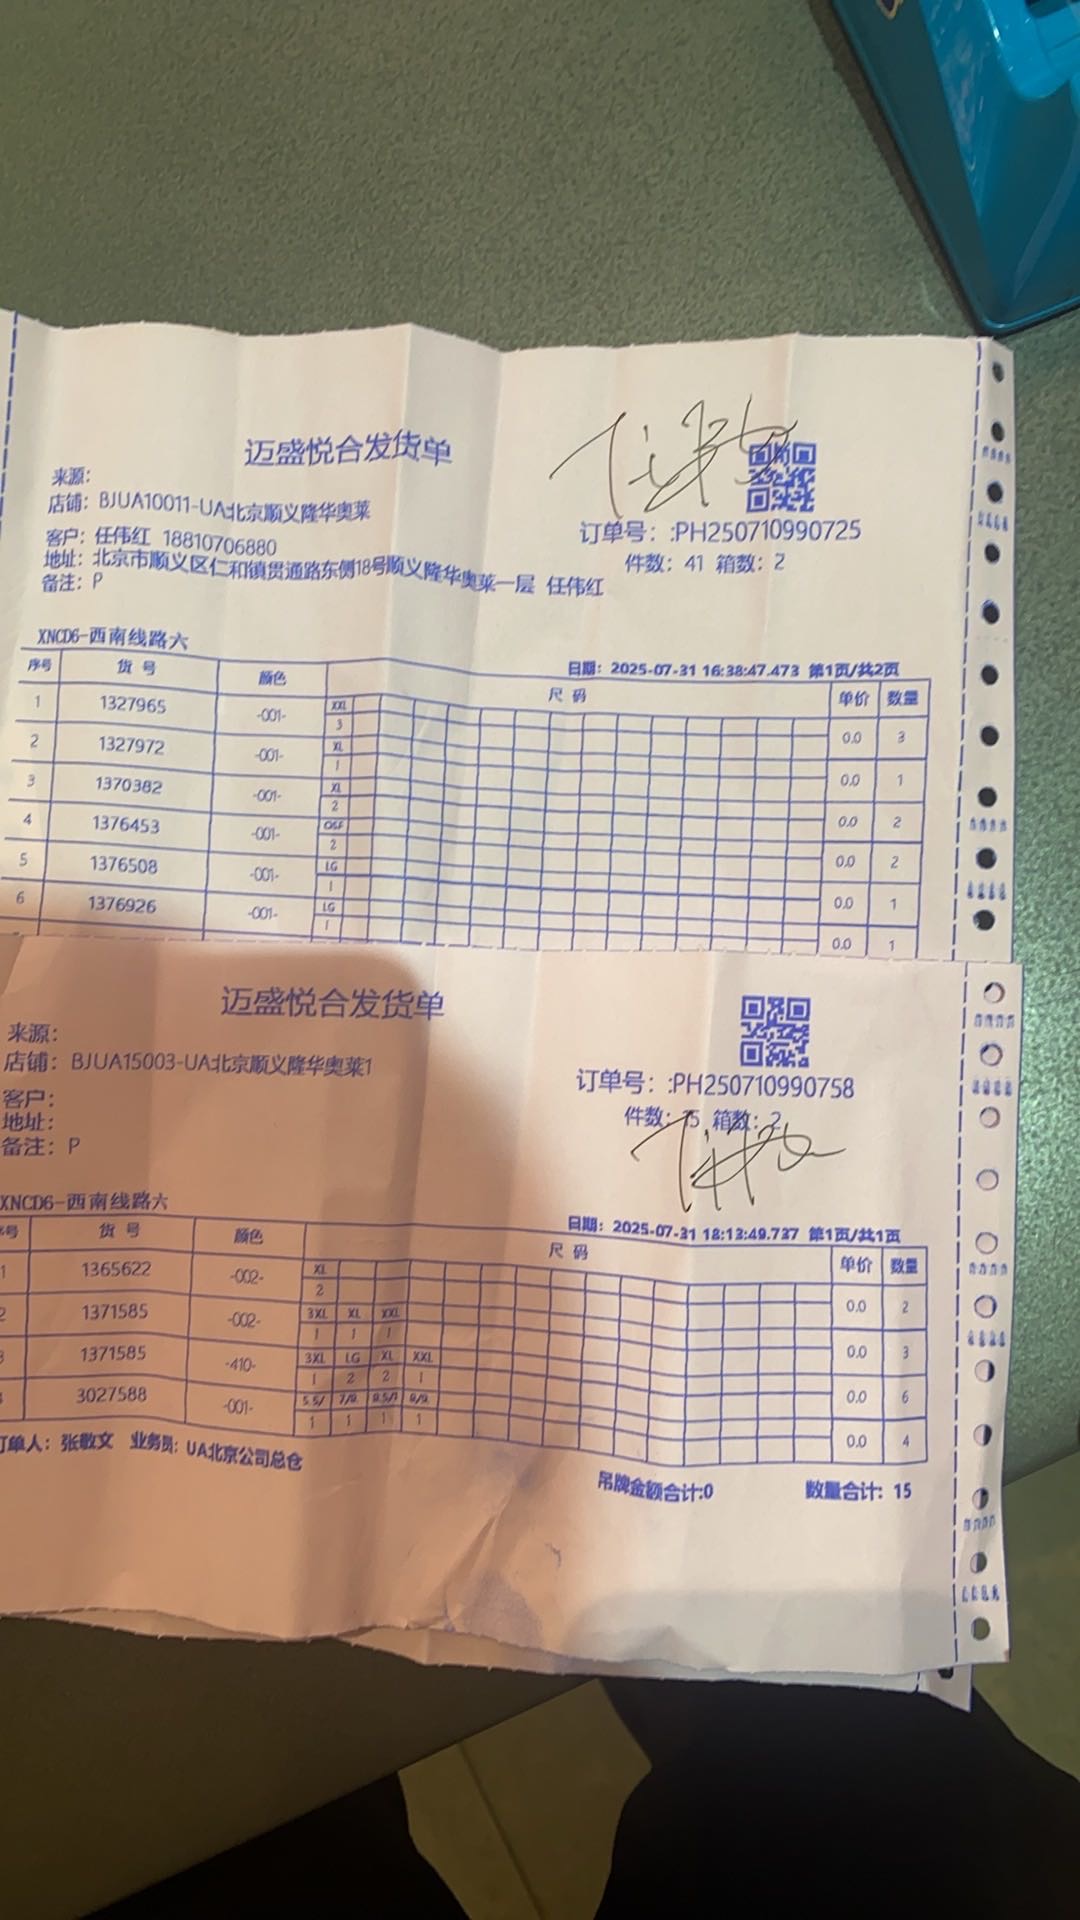 迈盛悦合发货单
来源：
店铺：BJUA10011-UA北京顺义隆华奥莱
客户：任伟红 18810706880
地址：北京市顺义区仁和镇贯通路东侧18号顺义隆华奥莱一层 任伟红
备注：P
订单号：:PH250710990725
件数：41 箱数：2
XNCD6-西南线路六
日期：2025-07-31 16:38:47.473 第1页/共2页
序号 货 号 颜色 尺 码 单价 数量
1 1327965 -001- XXL 0.0 3
3
2 1327972 -001- XL 0.0 1
1
3 1370382 -001- XL 0.0 2
2
4 1376453 -001- OSF 0.0 2
2
5 1376508 -001- LG 0.0 1
1
6 1376926 -001- LG 0.0 1
1
迈盛悦合发货单
来源：
店铺：BJUA15003-UA北京顺义隆华奥莱1
客户：
地址：
备注：P
订单号：:PH250710990758
件数：15 箱数：2
XNCD6-西南线路六
日期：2025-07-31 18:13:49.737 第1页/共1页
序号 货 号 颜色 尺 码 单价 数量
1 1365622 -002- XL 0.0 2
2
2 1371585 -002- 3XL XL XXL 0.0 3
1 1 1
3 1371585 -410- 3XL LG XL XXL 0.0 6
1 2 2 1
3027588 -001- 0.0 4
1 1 1 1
订单人：张敬文 业务员：UA北京公司总仓
吊牌金额合计:0 数量合计：15